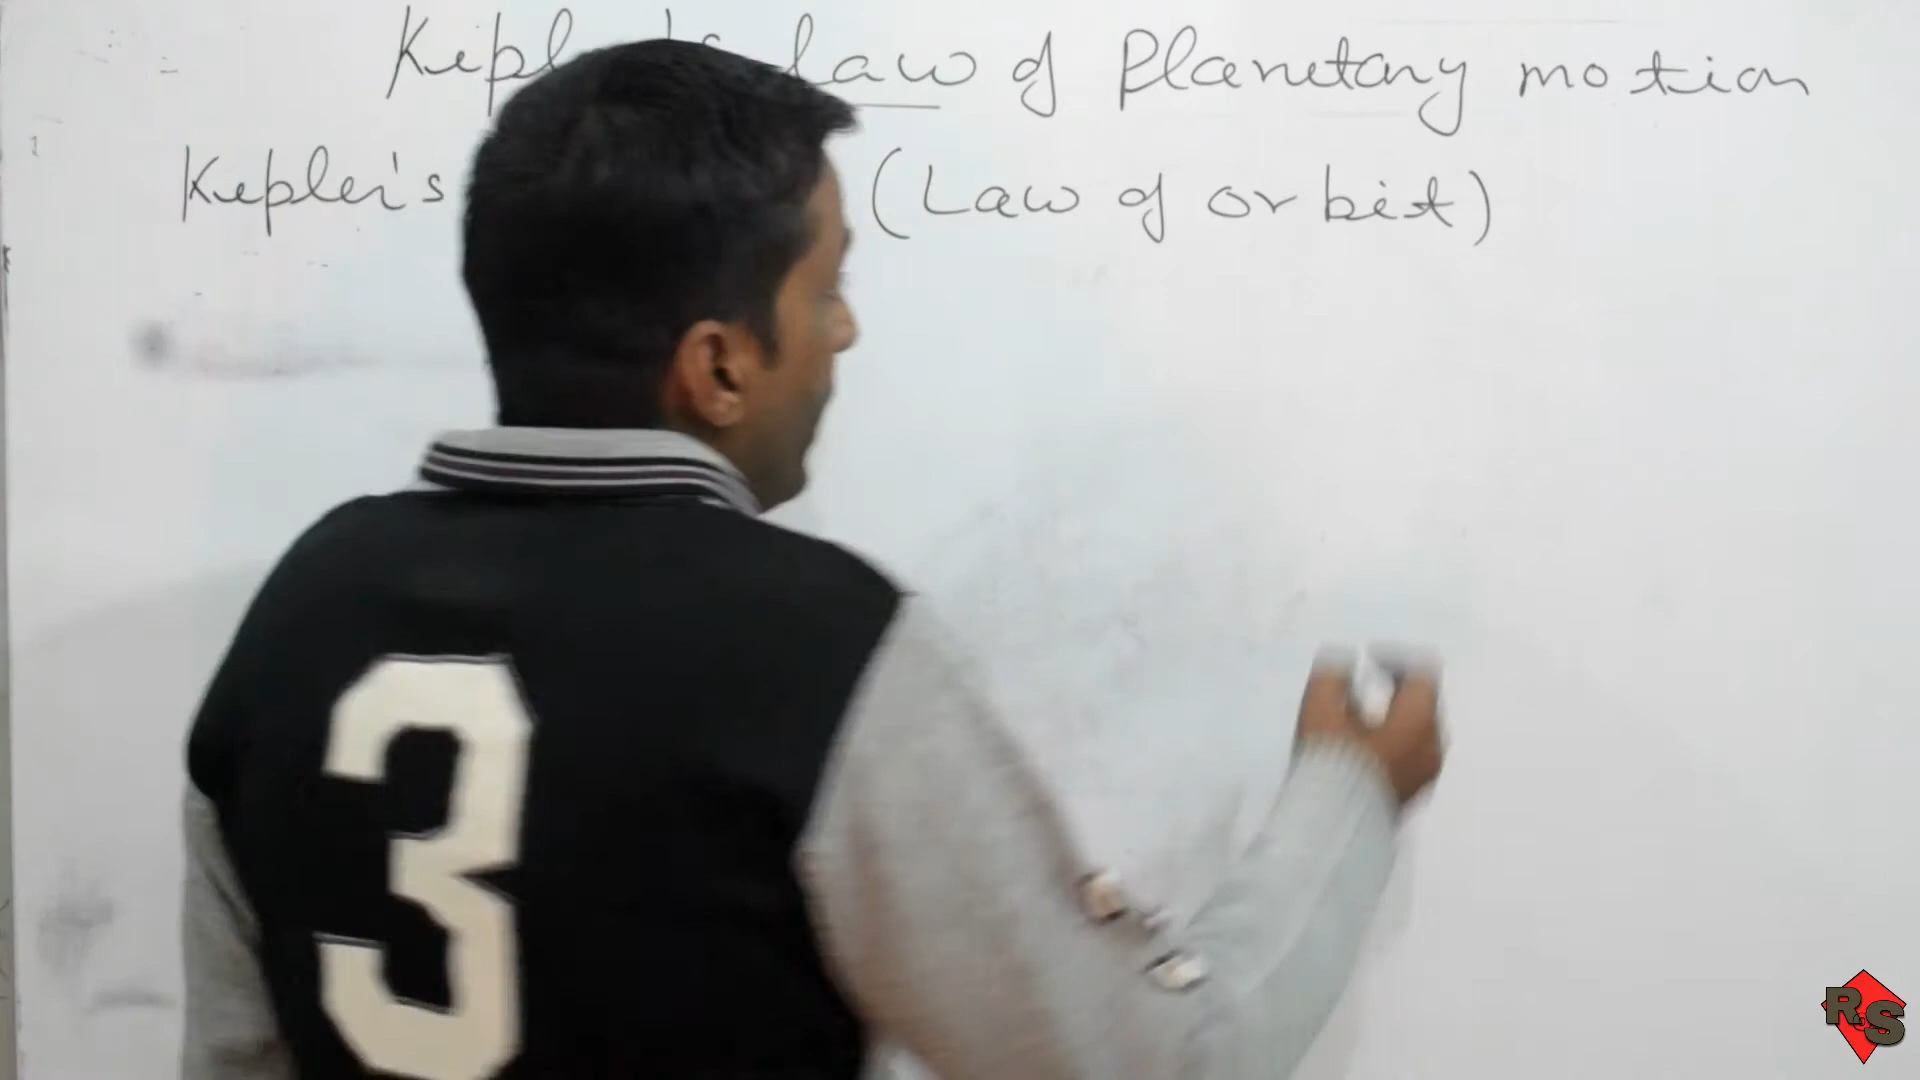 Law of Planetary motion
Kepler's (Law of orbit)
3
R S